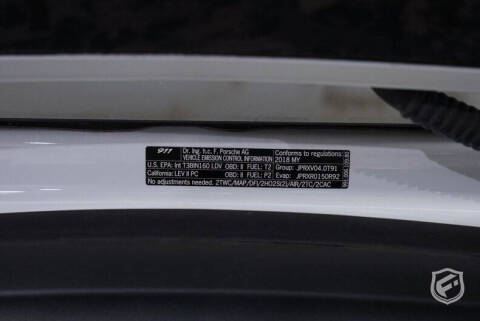 911 Dr. Ing. h.c. F. Porsche AG Conforms to regulations:
VEHICLE EMISSION CONTROL INFORMATION 2018 MY
U.S. EPA: Int T3BIN160 LDV OBD: II FUEL: T2 Group: JPRXV04.0T91
California: LEV II PC OBD: II FUEL: P2 Evap: JPRXR0150R92
No adjustments needed. 2TWC/MAP/DFI/2HO2S(2)/AIR/2TC/2CAC